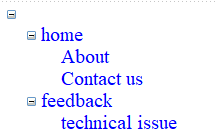 home
About
Contact us
feedback
technical issue